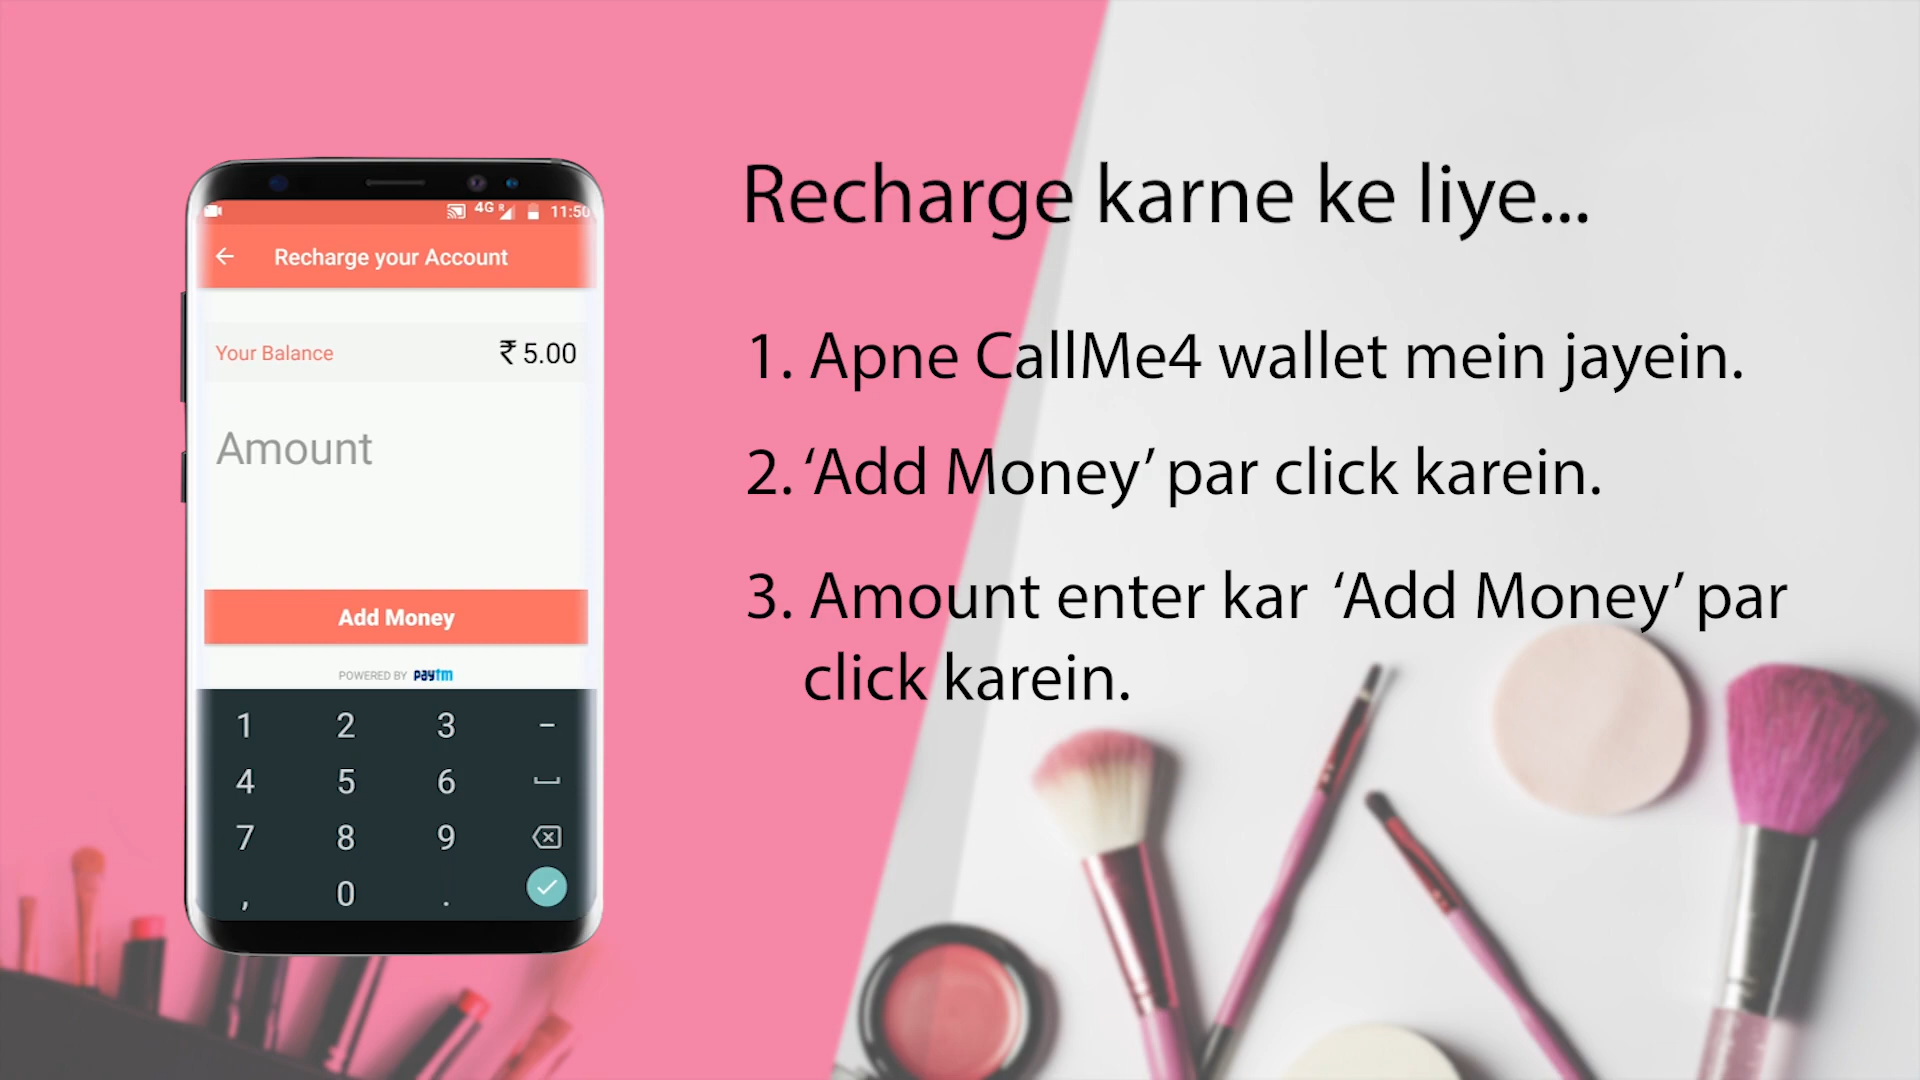 4G R 11:50
Recharge your Account
Your Balance ₹ 5.00
Amount
Add Money
POWERED BY paytm
1 2 3 –
4 5 6
7 8 9
, 0 .
Recharge karne ke liye...
1. Apne CallMe4 wallet mein jayein.
2. ‘Add Money’ par click karein.
3. Amount enter kar ‘Add Money’ par
click karein.